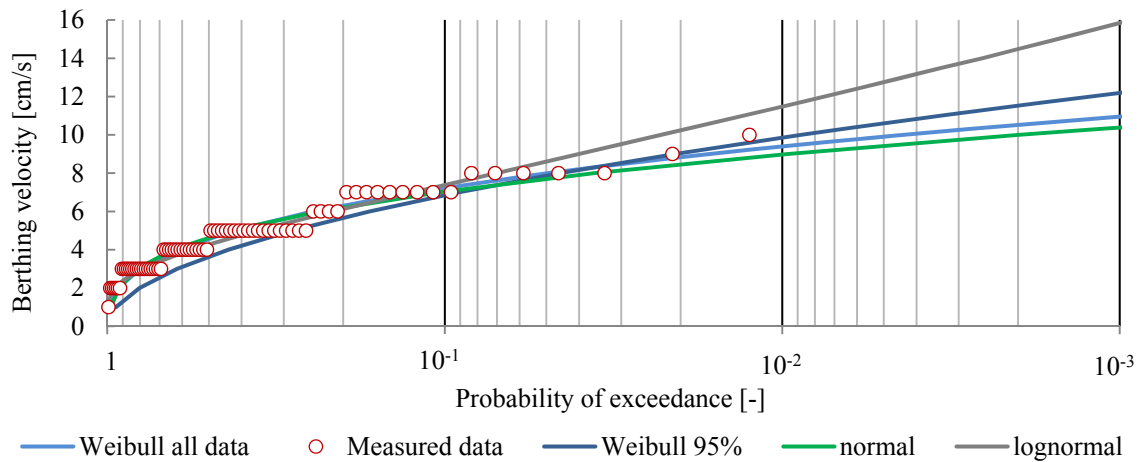 16
14
12
10
8
6
4
2
0
Berthing velocity [cm/s]
1 10-1 10-2 10-3
Probability of exceedance [-]
Weibull all data Measured data Weibull 95% normal lognormal